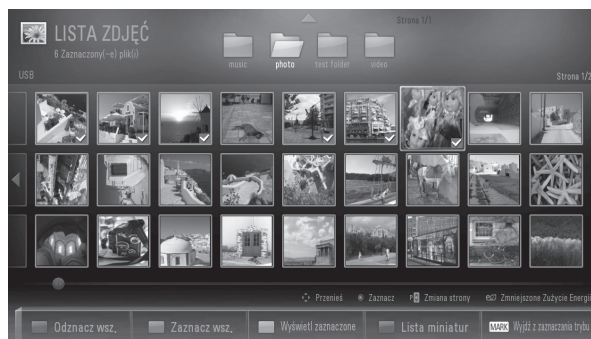 LISTA ZDJĘĆ
6 Zaznaczony(-e) plik(i)
Strona 1/1
music
photo
test folder
video
USB
Strona 1/2
Przenieś
Zaznacz
P
Zmiana strony
Zmniejszone Zużycie Energii
Odznacz wsz.
Zaznacz wsz.
Wyświetl zaznaczone
Lista miniatur
MARK Wyjdź z zaznaczania trybu